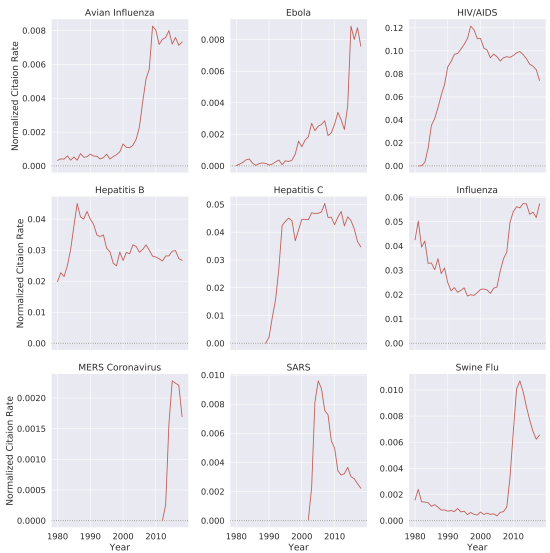 Avian Influenza
Ebola
HIV/AIDS
Normalized Citaion Rate
0.008
0.006
0.004
0.002
0.000
0.008
0.006
0.004
0.002
0.000
0.12
0.10
0.08
0.06
0.04
0.02
0.00
Hepatitis B
Hepatitis C
Influenza
Normalized Citaion Rate
0.04
0.03
0.02
0.01
0.00
0.05
0.04
0.03
0.02
0.01
0.00
0.06
0.05
0.04
0.03
0.02
0.01
0.00
MERS Coronavirus
SARS
Swine Flu
Normalized Citaion Rate
0.0020
0.0015
0.0010
0.0005
0.0000
0.010
0.008
0.006
0.004
0.002
0.000
0.010
0.008
0.006
0.004
0.002
0.000
1980 1990 2000 2010
1980 1990 2000 2010
1980 1990 2000 2010
Year
Year
Year